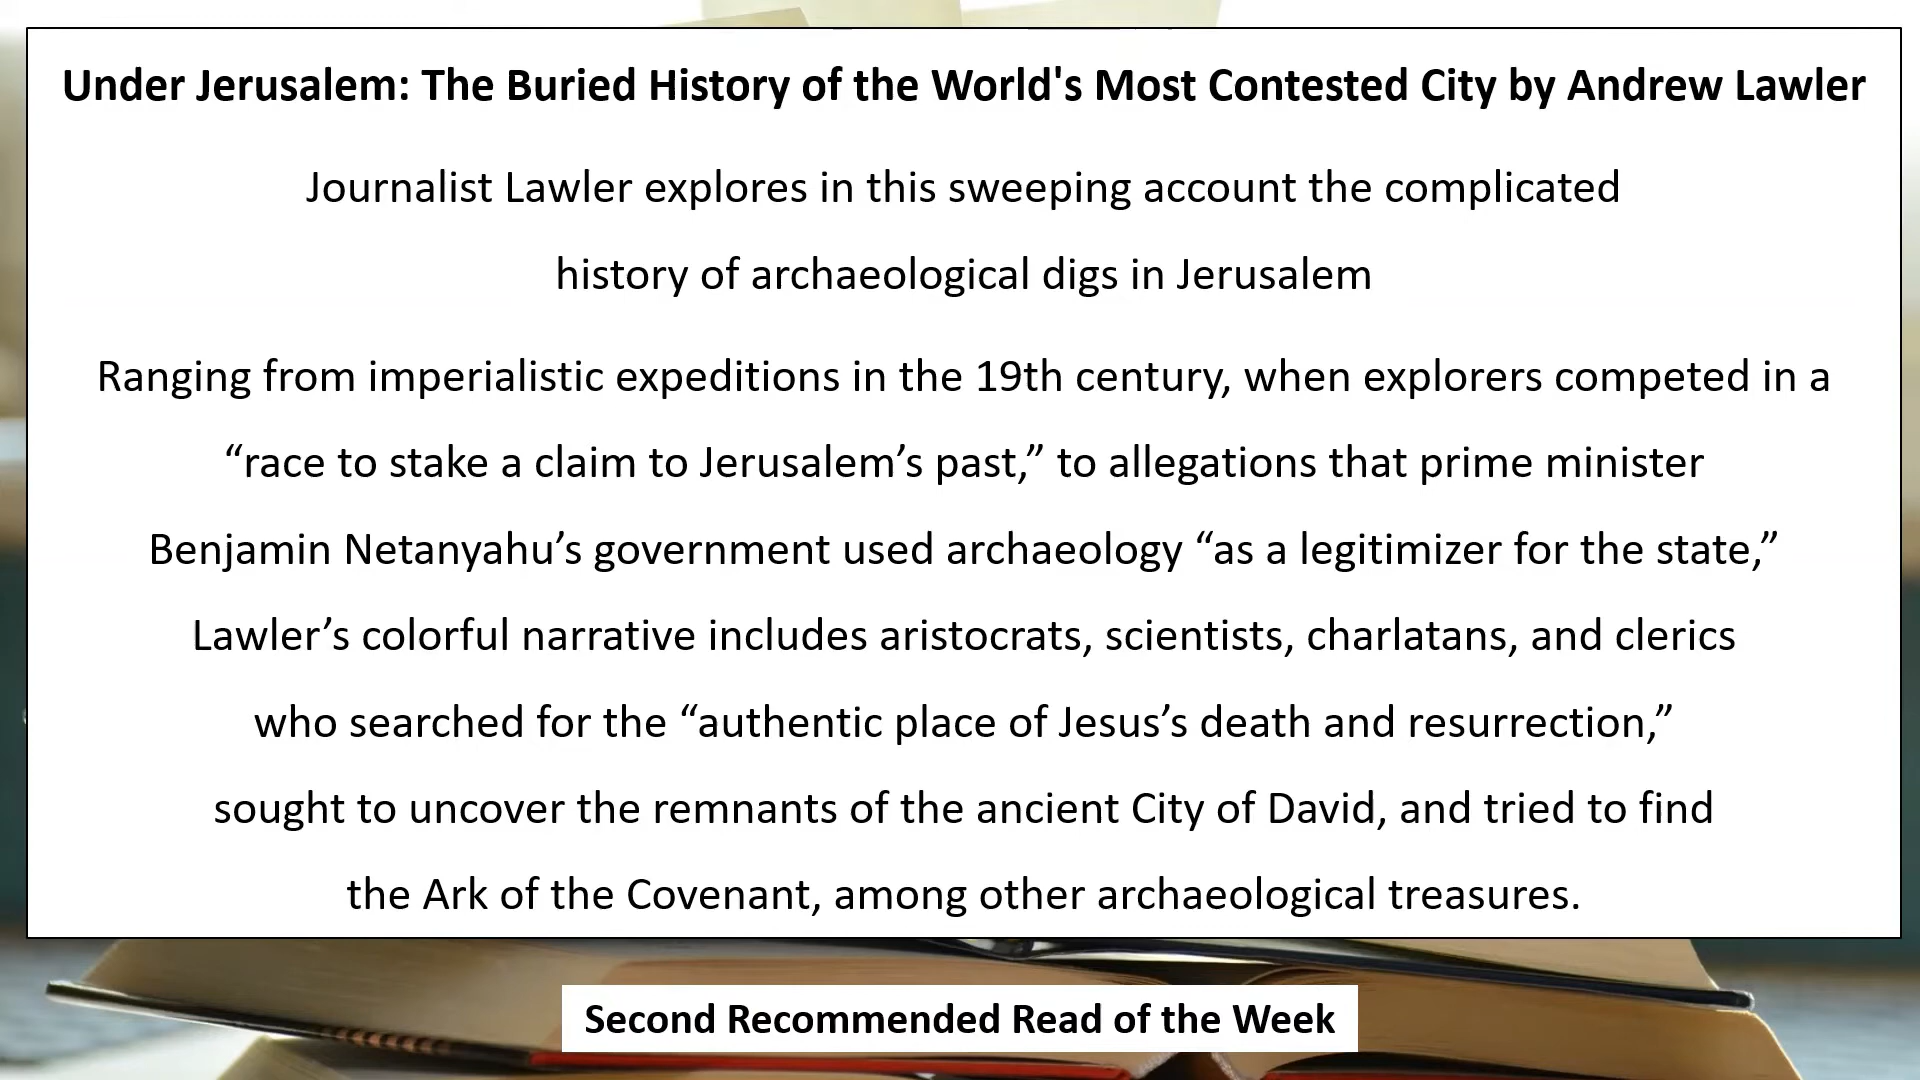 Under Jerusalem: The Buried History of the World's Most Contested City by Andrew Lawler
Journalist Lawler explores in this sweeping account the complicated
history of archaeological digs in Jerusalem
Ranging from imperialistic expeditions in the 19th century, when explorers competed in a
“race to stake a claim to Jerusalem’s past,” to allegations that prime minister
Benjamin Netanyahu’s government used archaeology “as a legitimizer for the state,”
Lawler’s colorful narrative includes aristocrats, scientists, charlatans, and clerics
who searched for the “authentic place of Jesus’s death and resurrection,”
sought to uncover the remnants of the ancient City of David, and tried to find
the Ark of the Covenant, among other archaeological treasures.
Second Recommended Read of the Week